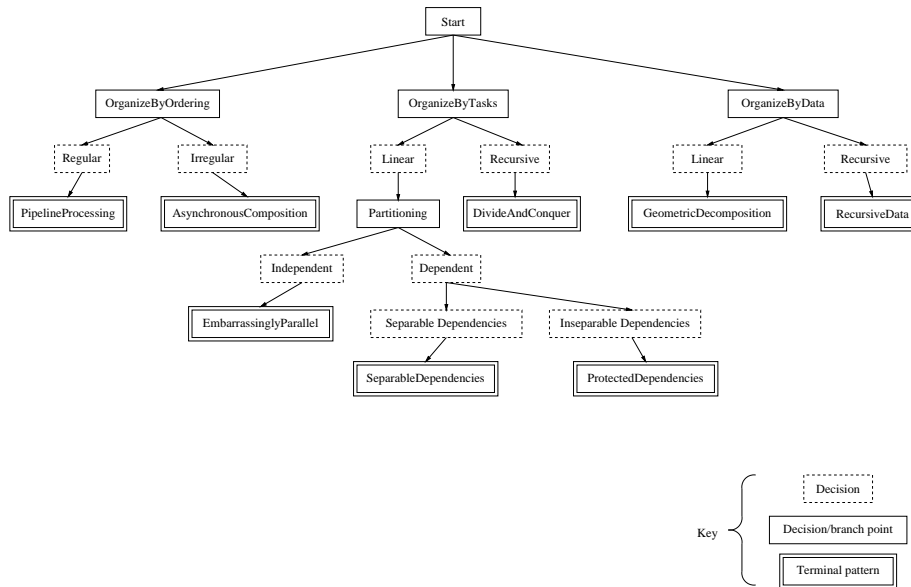 Start
OrganizeByOrdering
OrganizeByTasks
OrganizeByData
Regular
Irregular
Linear
Recursive
Linear
Recursive
PipelineProcessing
AsynchronousComposition
Partitioning
DivideAndConquer
GeometricDecomposition
RecursiveData
Independent
Dependent
EmbarrassinglyParallel
Separable Dependencies
Inseparable Dependencies
SeparableDependencies
ProtectedDependencies
Key
Decision
Decision/branch point
Terminal pattern